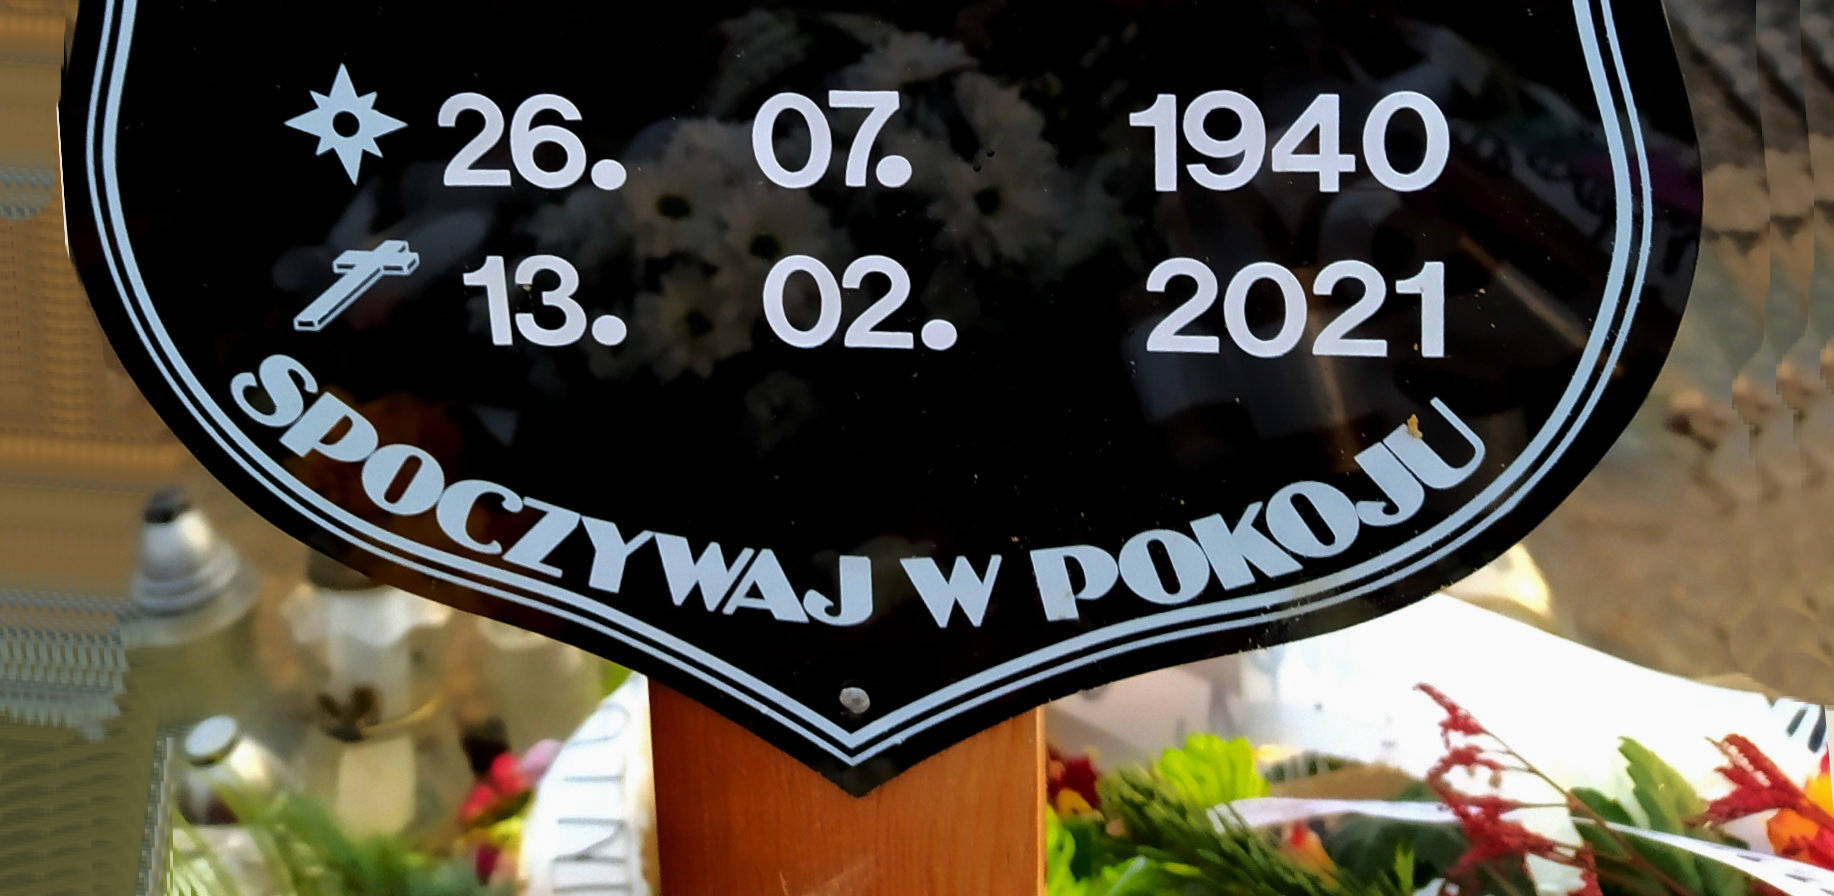 26. 07. 1940
13. 02. 2021
SPOCZYWAJ W POKOJU